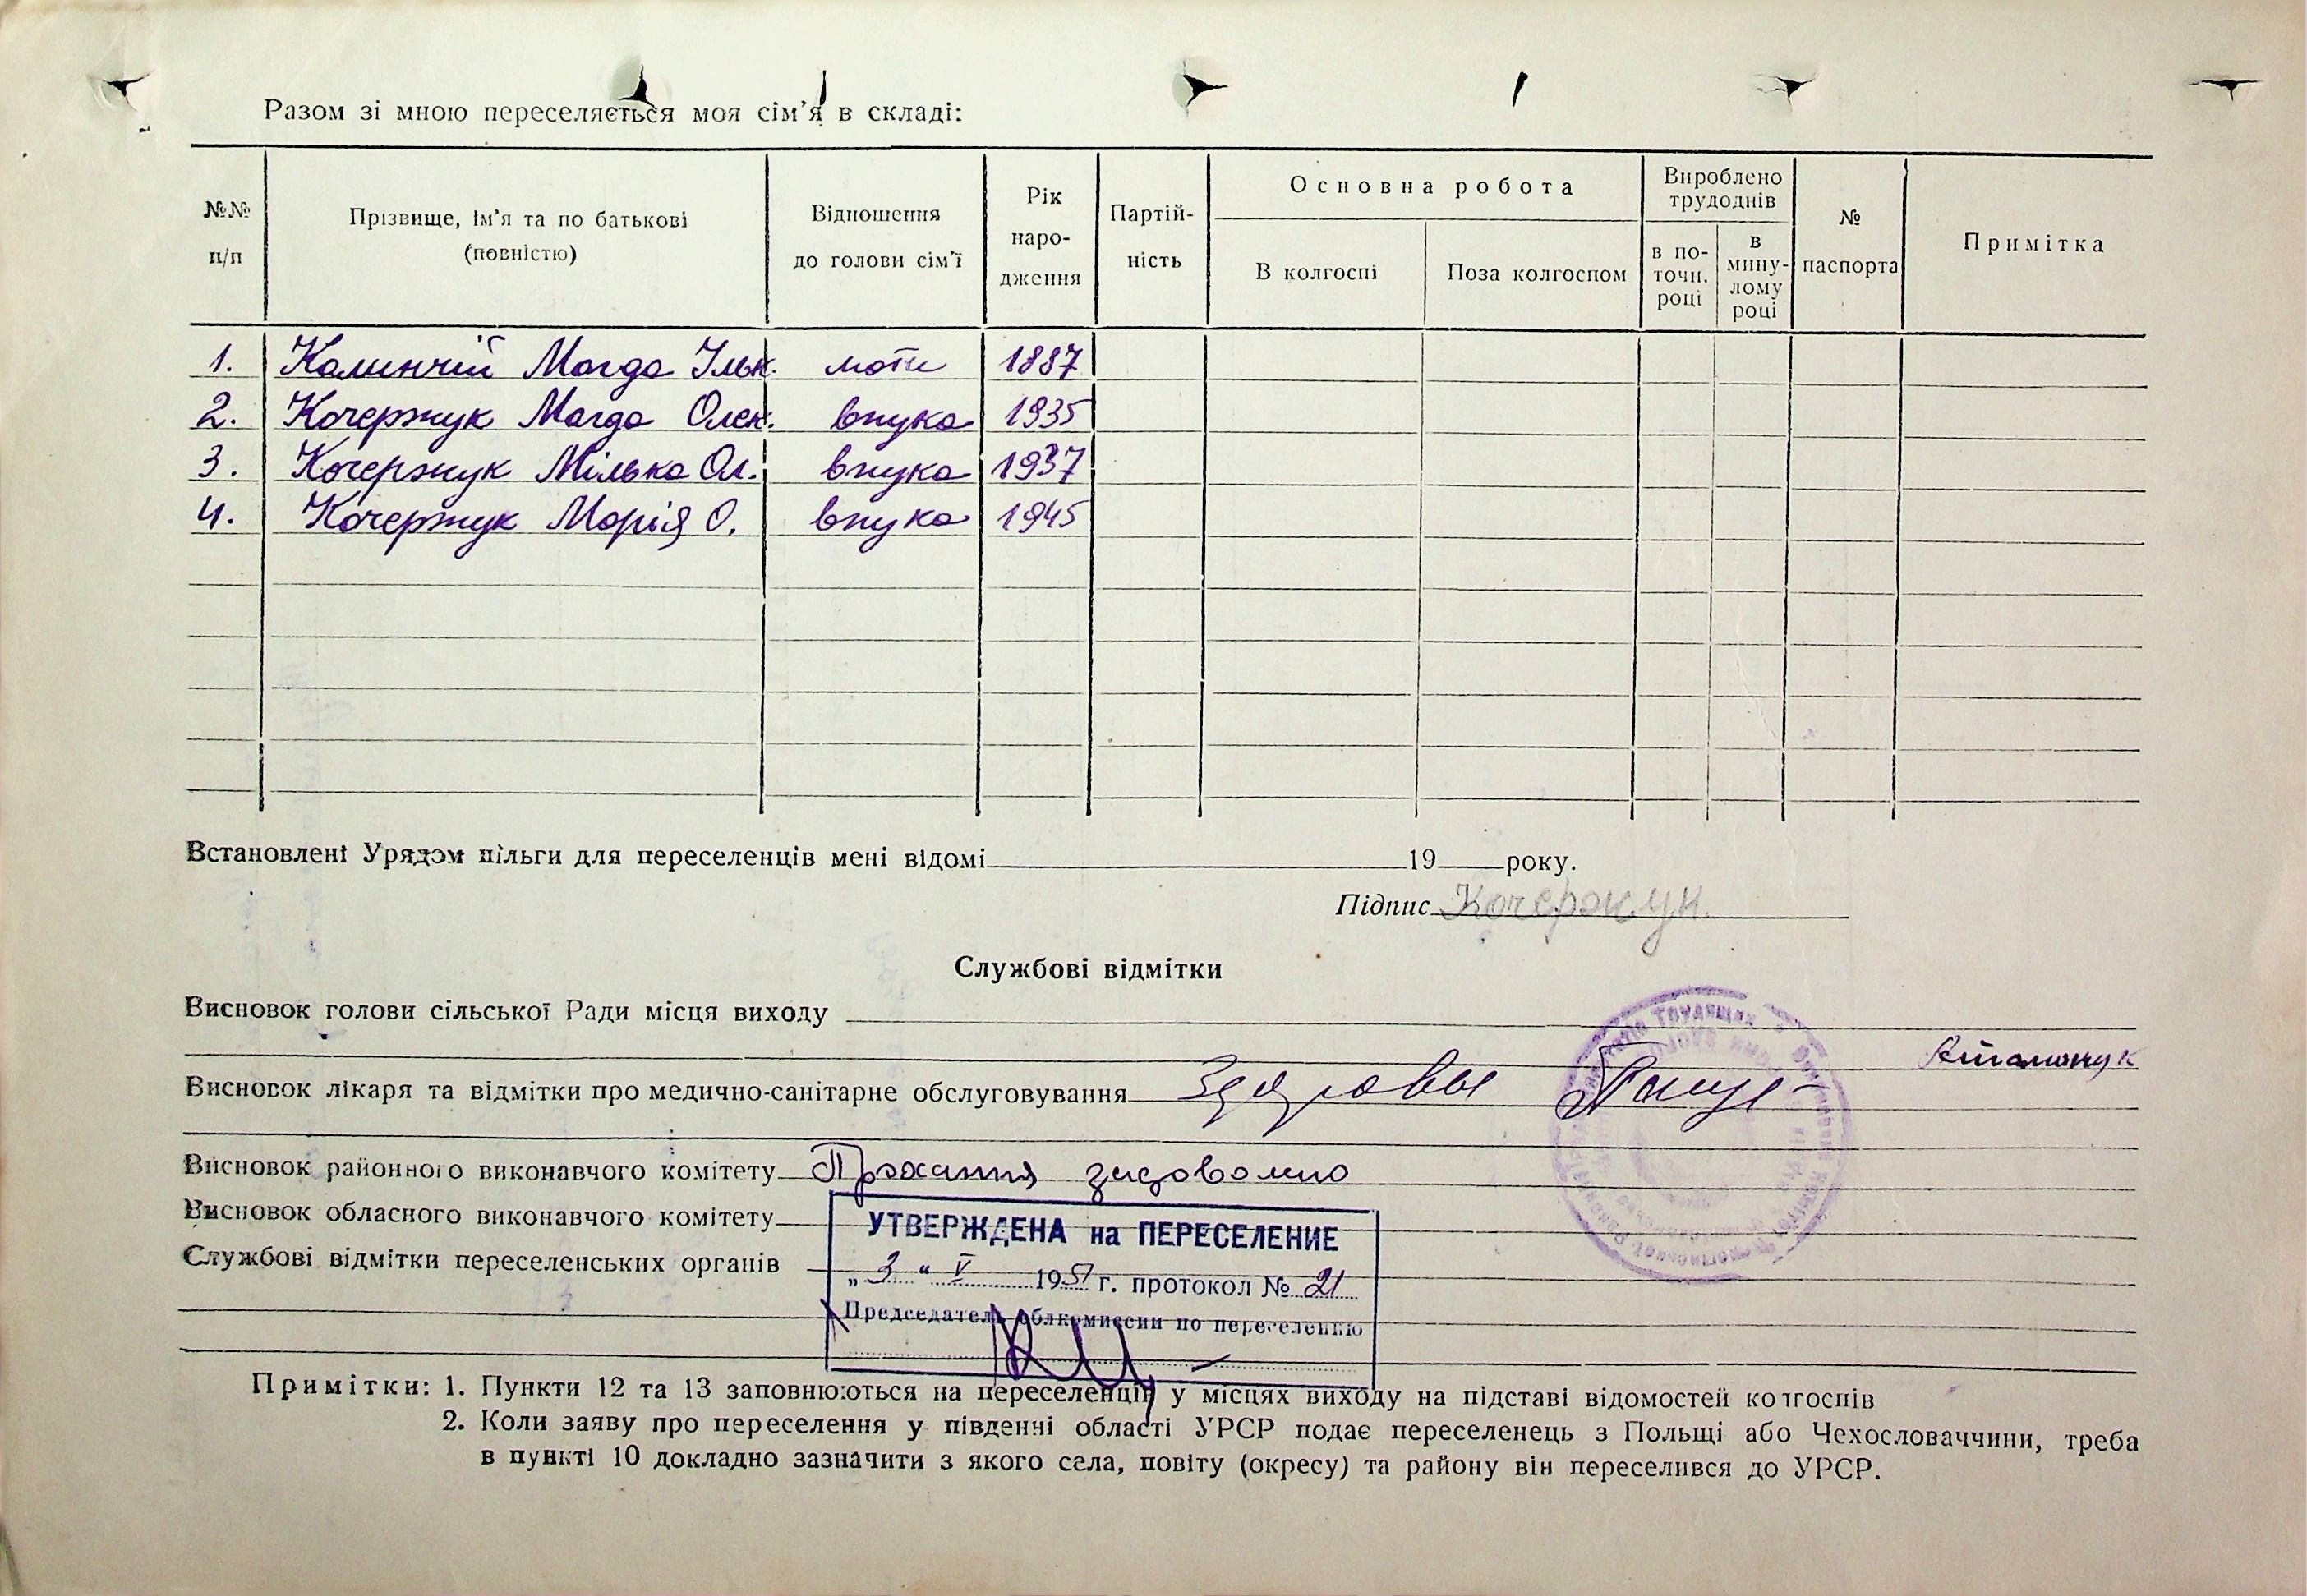 Разом зі мною переселяється моя сім'я в складі:
№№ п/п
Прізвище, ім'я та по батькові (повністю)
Відношення до голови сім'ї
Рік народження
Партійність
Основна робота
В колгоспі
Поза колгоспом
Вироблено трудоднів
в поточн. році
в минулому році
№ паспорта
Примітка
1. Калинчій Магда Ільк. мати 1887
2. Кочержук Магда Олек. внука 1935
3. Кочержук Мілька Ол. внука 1937
4. Кочержук Марія О. внука 1945
Встановлені Урядом пільги для переселенців мені відомі 19 року.
Підпис Кочержук
Службові відмітки
Висновок голови сільської Ради місця виходу
Висновок лікаря та відмітки про медично-санітарне обслуговування Здорові
Висновок районного виконавчого комітету Прохання задовольнно
Висновок обласного виконавчого комітету
УТВЕРЖДЕНА на ПЕРЕСЕЛЕНИЕ
Службові відмітки переселенських органів
„3" V 1951 г. протокол № 21
Председатель облкомиссии по переселению
Примітки: 1. Пункти 12 та 13 заповнюються на переселенців у місцях виходу на підставі відомостей колгоспів
2. Коли заяву про переселення у південні області УРСР подає переселенець з Польщі або Чехословаччини, треба
в пункті 10 докладно зазначити з якого села, повіту (окресу) та району він переселився до УРСР.